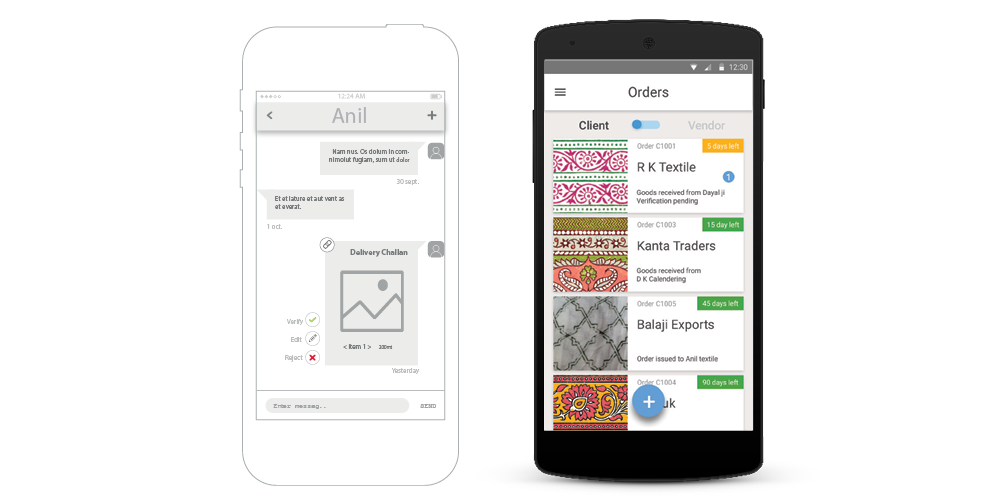 12:24 AM
Anil
Nam nus. Os dolum in com-
nimolut fugiam, sum ut dolor
30 sept.
Et et lature et aut vent as
et everat.
1 oct.
Delivery Challan
Verify
Edit
Reject
< Item 1 >
200mt
Yesterday
Enter messag..
SEND
12:30
Orders
Client
Vendor
Order C1001
5 days left
R K Textile
1
Goods received from Dayal ji
Verification pending
Order C1003
15 day left
Kanta Traders
Goods received from
D K Calendering
Order C1005
45 days left
Balaji Exports
Order issued to Anil textile
Order C1004
90 days left
uk